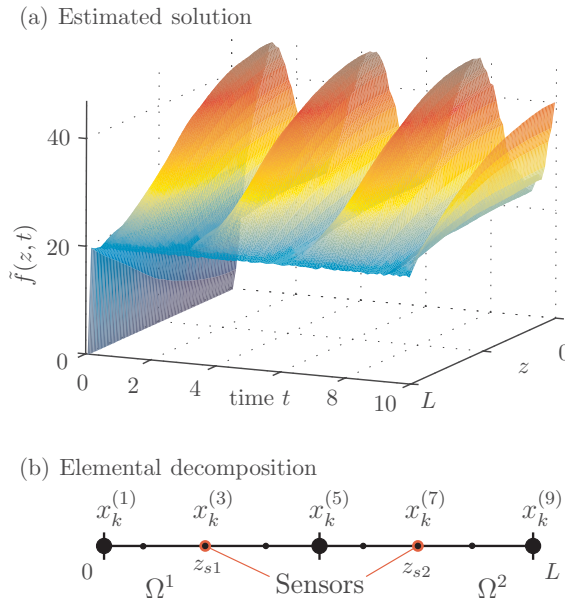 (a) Estimated solution
40
20
0
f̃(z, t)
0 2 4 6 8 10
time t
L
z
0
(b) Elemental decomposition
x_k^(1) x_k^(3) x_k^(5) x_k^(7) x_k^(9)
0 z_s1 z_s2 L
Ω^1 Sensors Ω^2